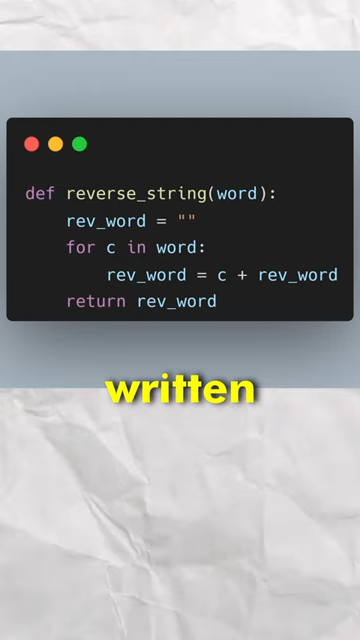 def reverse_string(word):
    rev_word = ""
    for c in word:
        rev_word = c + rev_word
    return rev_word
written